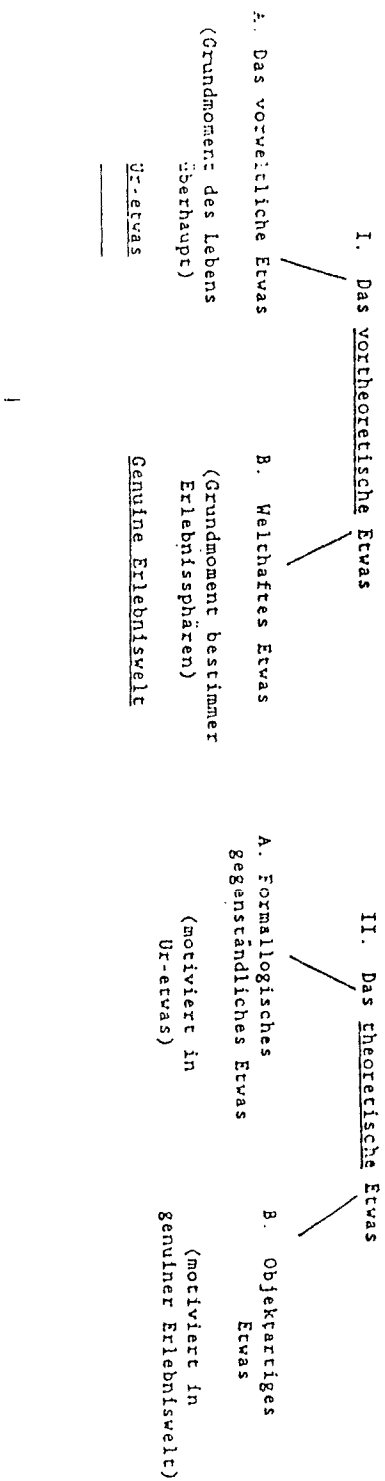 I. Das vortheoretische Etwas
A. Das vorweltliche Etwas
(Grundmoment des Lebens
überhaupt)
Ur-etwas
B. Welthaftes Etwas
(Grundmoment bestimmer
Erlebnissphären)
Genuine Erlebniswelt
II. Das theoretische Etwas
A. Formallogisches
gegenständliches Etwas
(motiviert in
Ur-etwas)
B. Objektartiges
Etwas
(motiviert in
genuiner Erlebniswelt)